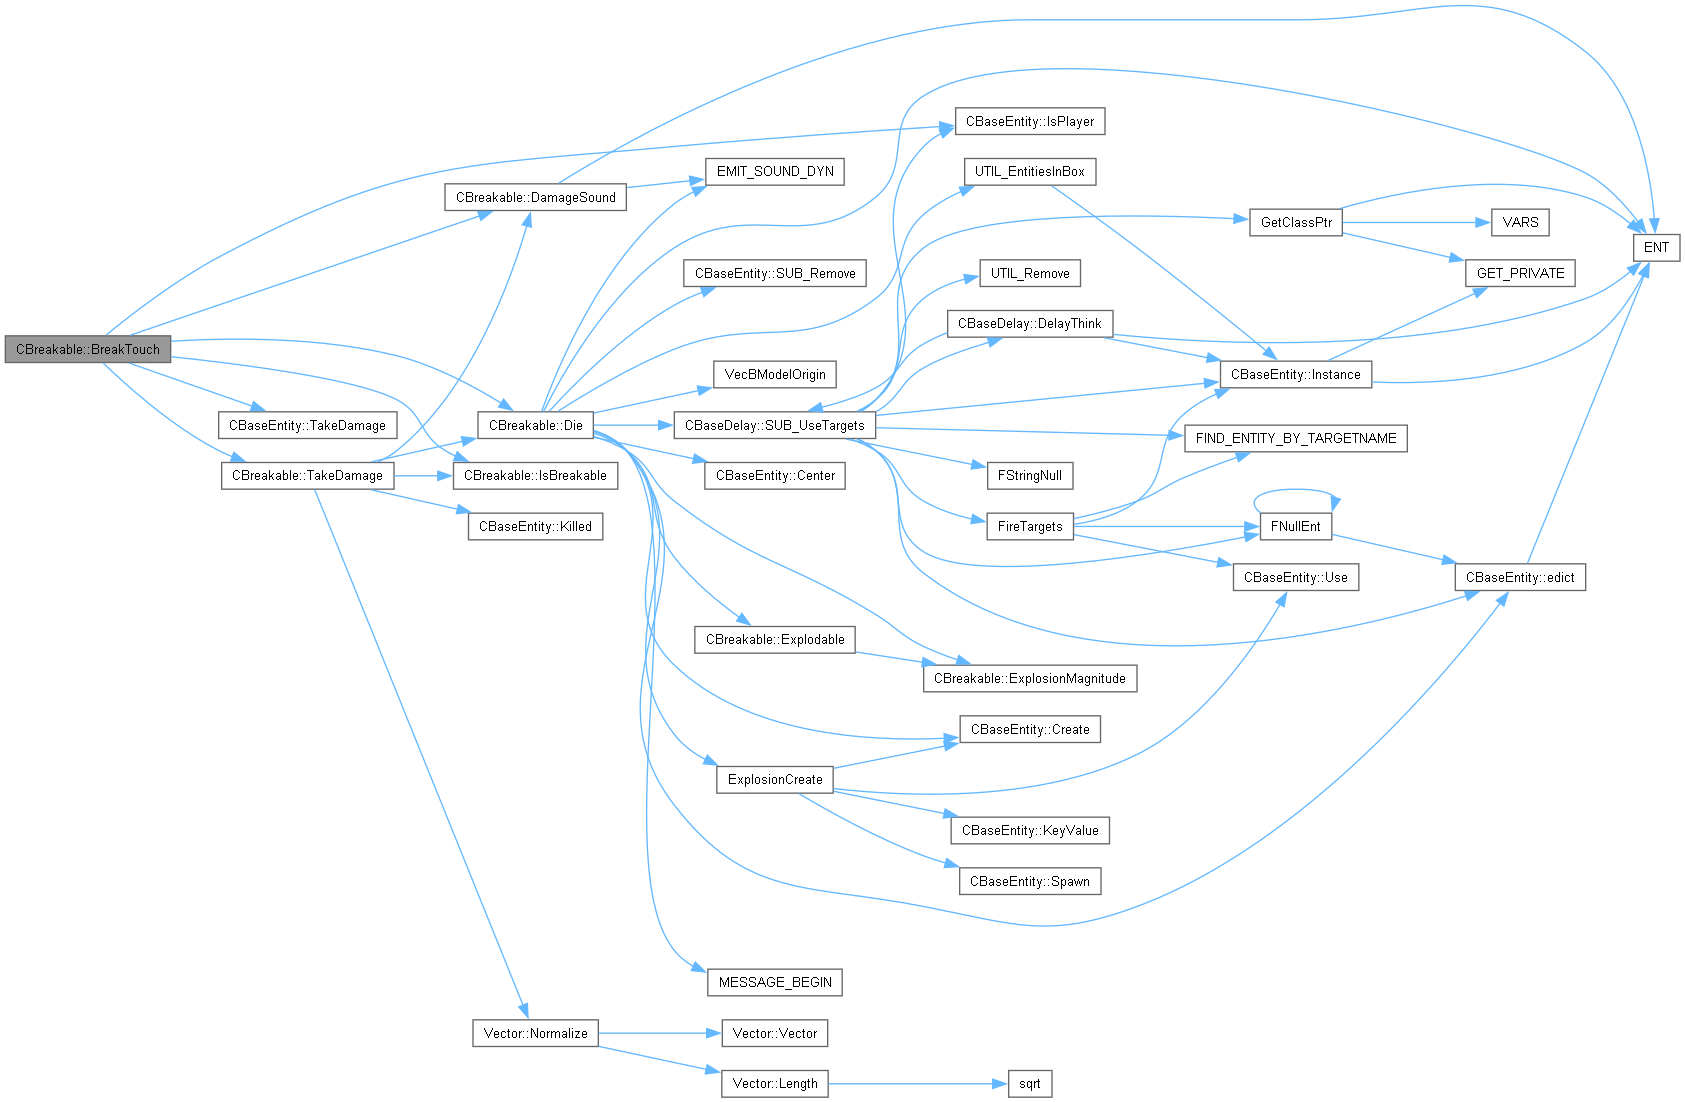 CBreakable::BreakTouch
CBaseEntity::TakeDamage
CBreakable::TakeDamage
CBreakable::DamageSound
CBreakable::Die
CBreakable::IsBreakable
CBaseEntity::Killed
Vector::Normalize
EMIT_SOUND_DYN
CBaseEntity::SUB_Remove
VecBModelOrigin
CBaseDelay::SUB_UseTargets
CBaseEntity::Center
CBreakable::Explodable
ExplosionCreate
MESSAGE_BEGIN
Vector::Vector
Vector::Length
CBaseEntity::IsPlayer
UTIL_EntitiesInBox
UTIL_Remove
CBaseDelay::DelayThink
FStringNull
FireTargets
CBreakable::ExplosionMagnitude
CBaseEntity::Create
CBaseEntity::KeyValue
CBaseEntity::Spawn
sqrt
GetClassPtr
CBaseEntity::Instance
FIND_ENTITY_BY_TARGETNAME
FNullEnt
CBaseEntity::Use
VARS
GET_PRIVATE
CBaseEntity::edict
ENT